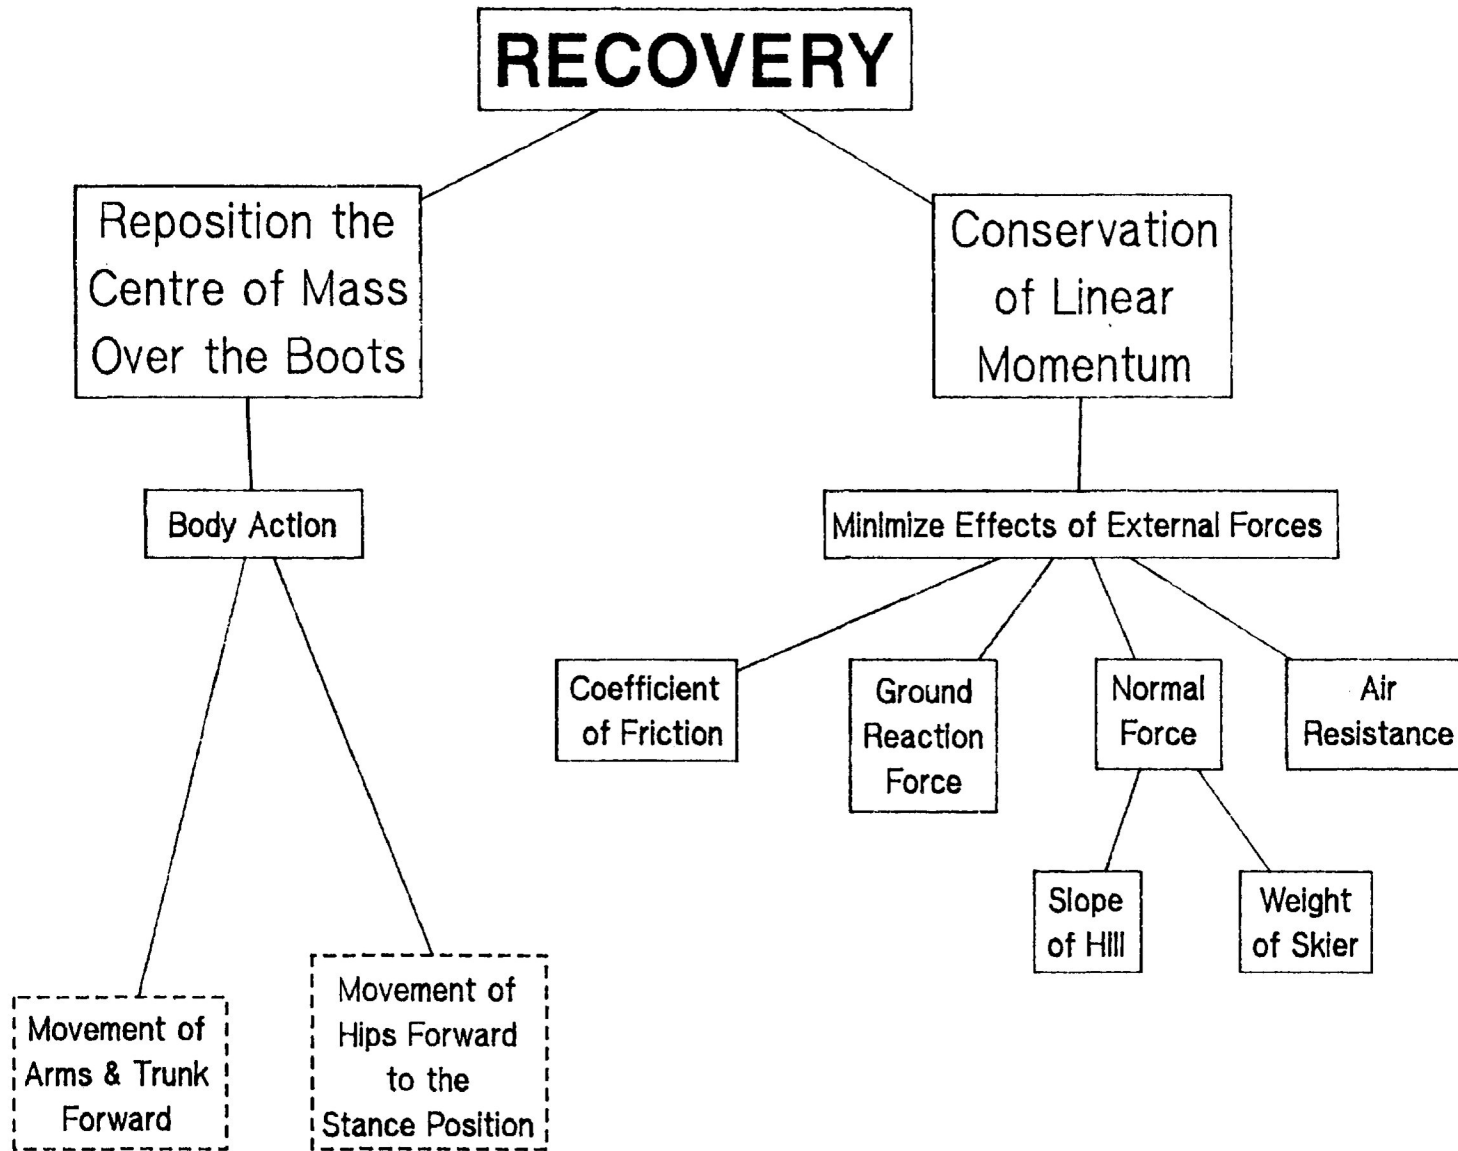 RECOVERY
Reposition the
Centre of Mass
Over the Boots
Conservation
of Linear
Momentum
Body Action
Minimize Effects of External Forces
Coefficient
of Friction
Ground
Reaction
Force
Normal
Force
Air
Resistance
Slope
of Hill
Weight
of Skier
Movement of
Arms & Trunk
Forward
Movement of
Hips Forward
to the
Stance Position